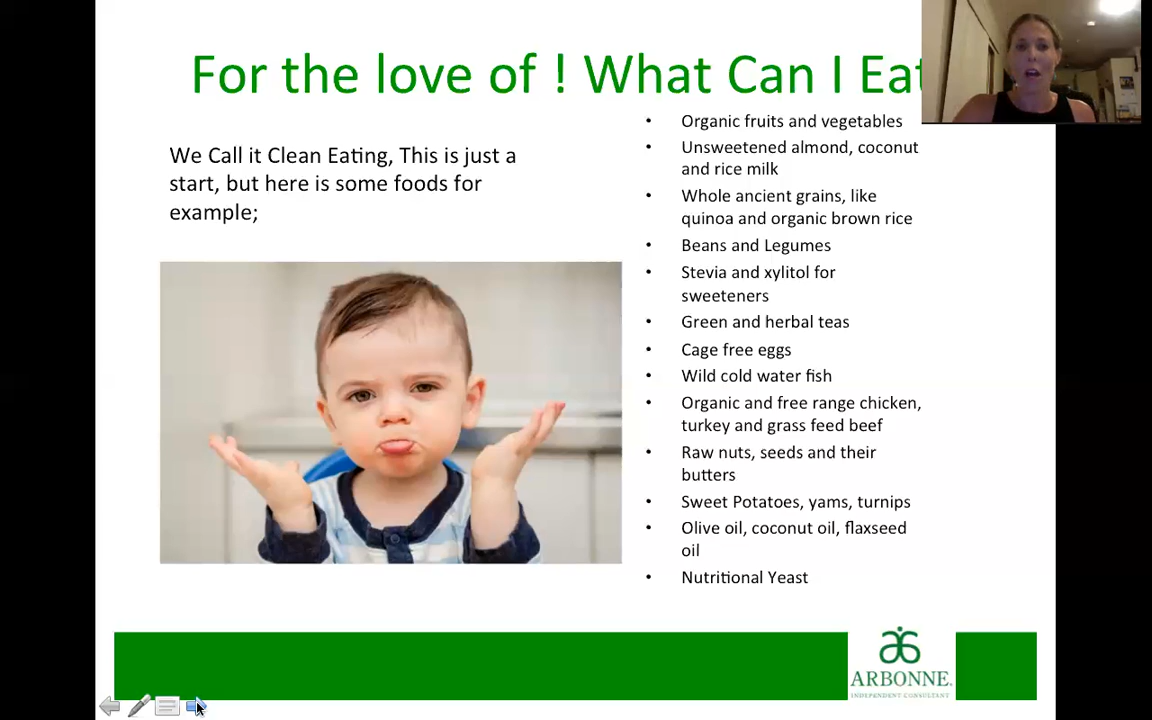 For the love of ! What Can I Eat
We Call it Clean Eating, This is just a
start, but here is some foods for
example;
• Organic fruits and vegetables
• Unsweetened almond, coconut
and rice milk
• Whole ancient grains, like
quinoa and organic brown rice
• Beans and Legumes
• Stevia and xylitol for
sweeteners
• Green and herbal teas
• Cage free eggs
• Wild cold water fish
• Organic and free range chicken,
turkey and grass feed beef
• Raw nuts, seeds and their
butters
• Sweet Potatoes, yams, turnips
• Olive oil, coconut oil, flaxseed
oil
• Nutritional Yeast
ARBONNE.
INDEPENDENT CONSULTANT